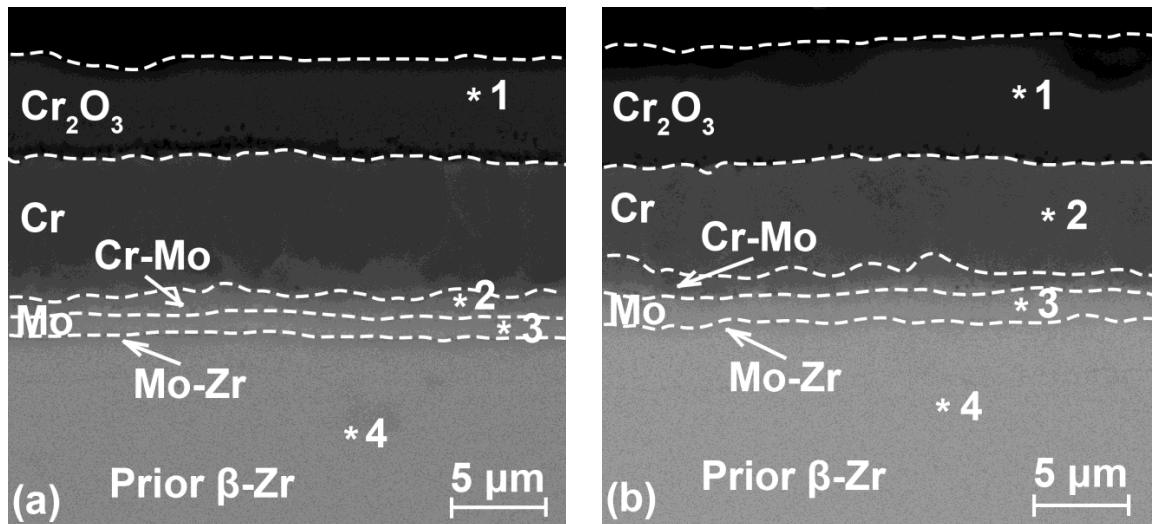 * 1
Cr₂O₃
Cr
Cr-Mo
* 2
Mo
* 3
Mo-Zr
* 4
Prior β-Zr
5 µm
(a)
* 1
Cr₂O₃
* 2
Cr
Cr-Mo
* 3
Mo
Mo-Zr
* 4
Prior β-Zr
5 µm
(b)